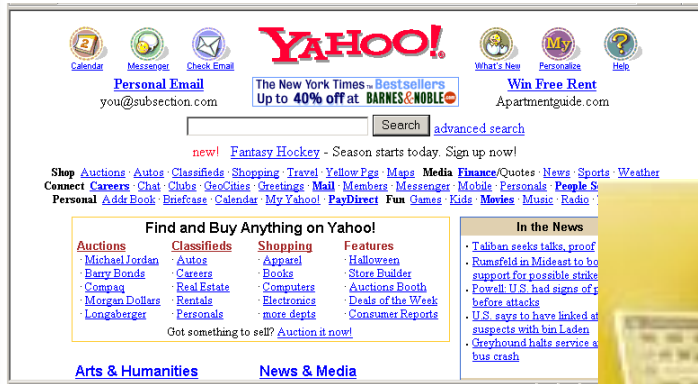 YAHOO!
Calendar Messenger Check Email What's New Personalize Help
Personal Email
you@subsection.com
The New York Times™ Bestsellers
Up to 40% off at BARNES&NOBLE
Win Free Rent
Apartmentguide.com
Search advanced search
new! Fantasy Hockey - Season starts today. Sign up now!
Shop Auctions · Autos · Classifieds · Shopping · Travel · Yellow Pgs · Maps Media Finance/Quotes · News · Sports · Weather
Connect Careers · Chat · Clubs · GeoCities · Greetings · Mail · Members · Messenger · Mobile · Personals · People
Personal Addr Book · Briefcase · Calendar · My Yahoo! · PayDirect Fun Games · Kids · Movies · Music · Radio
Find and Buy Anything on Yahoo!
Auctions Classifieds Shopping Features
· Michael Jordan · Autos · Apparel · Halloween
· Barry Bonds · Careers · Books · Store Builder
· Compaq · Real Estate · Computers · Auctions Booth
· Morgan Dollars · Rentals · Electronics · Deals of the Week
· Longaberger · Personals · more depts · Consumer Reports
Got something to sell? Auction it now!
In the News
· Taliban seeks talks, proof
· Rumsfeld in Mideast to
support for possible
· Powell: U.S. had signs of
before attacks
· U.S. says to have linked
suspects with bin Laden
· Greyhound halts service
bus crash
Arts & Humanities News & Media